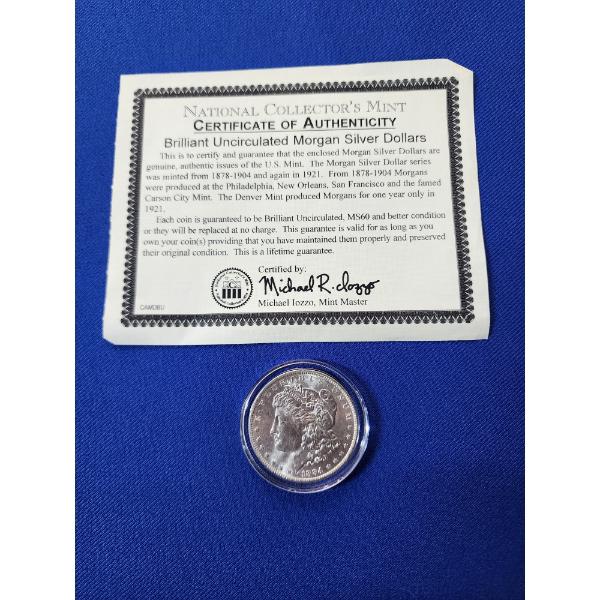 NATIONAL COLLECTOR'S MINT
CERTIFICATE OF AUTHENTICITY
Brilliant Uncirculated Morgan Silver Dollars
This is to certify and guarantee that the enclosed Morgan Silver Dollars are
genuine, authentic issues of the U.S. Mint. The Morgan Silver Dollar series
was minted from 1878-1904 and again in 1921. From 1878-1904 Morgans
were produced at the Philadelphia, New Orleans, San Francisco and the famed
Carson City Mint. The Denver Mint produced Morgans for one year only in
1921.
Each coin is guaranteed to be Brilliant Uncirculated, MS60 and better condition
or they will be replaced at no charge. This guarantee is valid for as long as you
own your coin(s) providing that you have maintained them properly and preserved
their original condition. This is a lifetime guarantee.
Certified by:
Michael R. Iozzo
Michael Iozzo, Mint Master
CAMDBU
E·PLURIBUS·UNUM